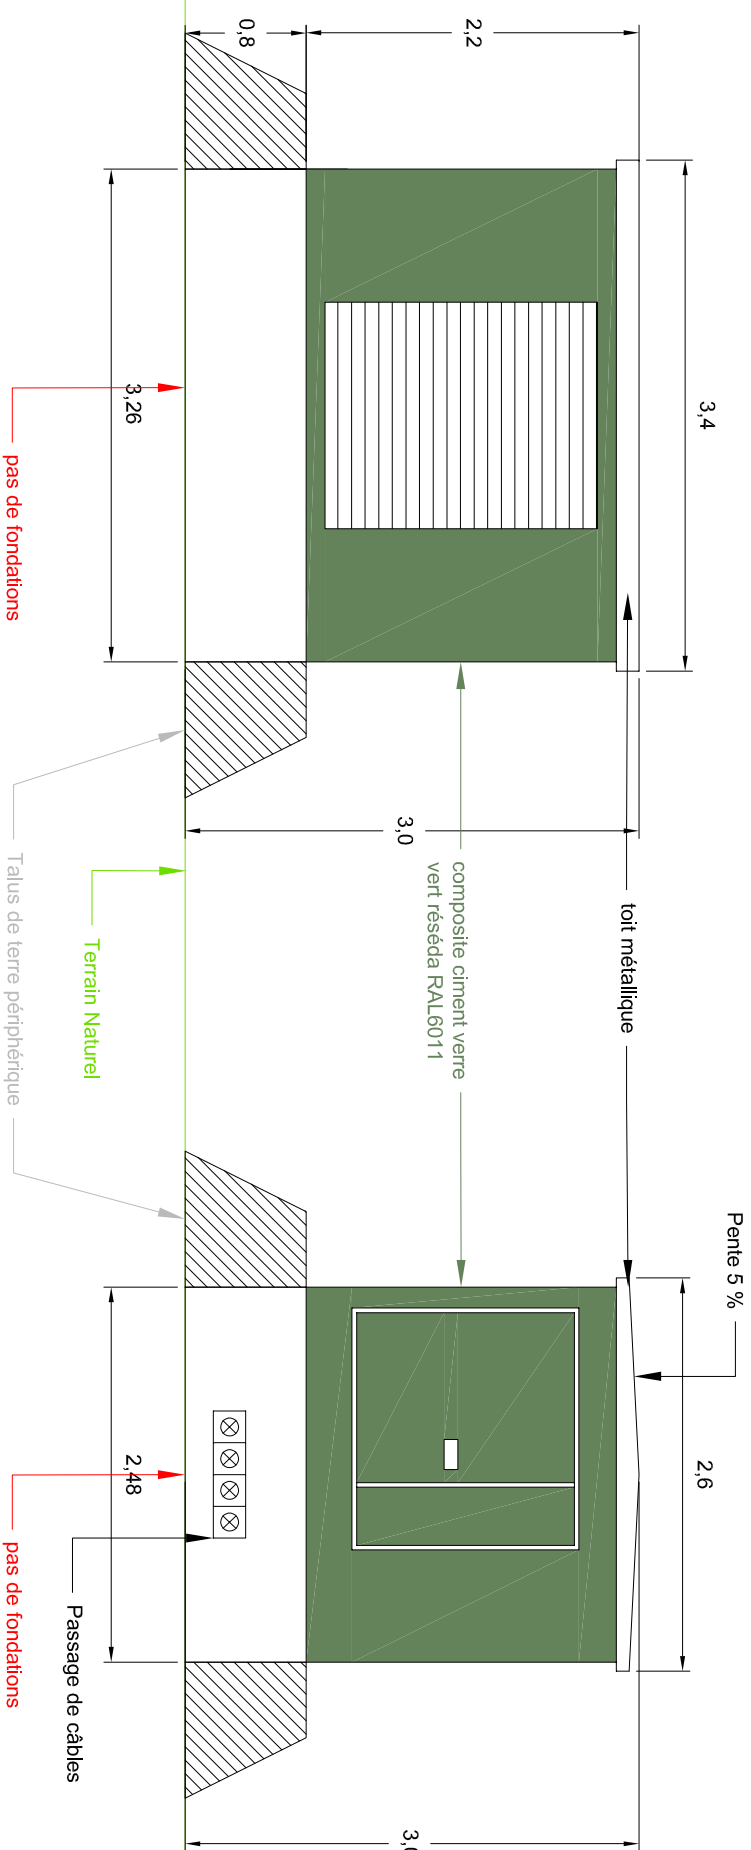 0,8
2,2
3,4
3,26
pas de fondations
3,0
composite ciment verre
vert réséda RAL6011
toit métallique
Terrain Naturel
Talus de terre périphérique
Pente 5 %
2,6
2,48
Passage de câbles
pas de fondations